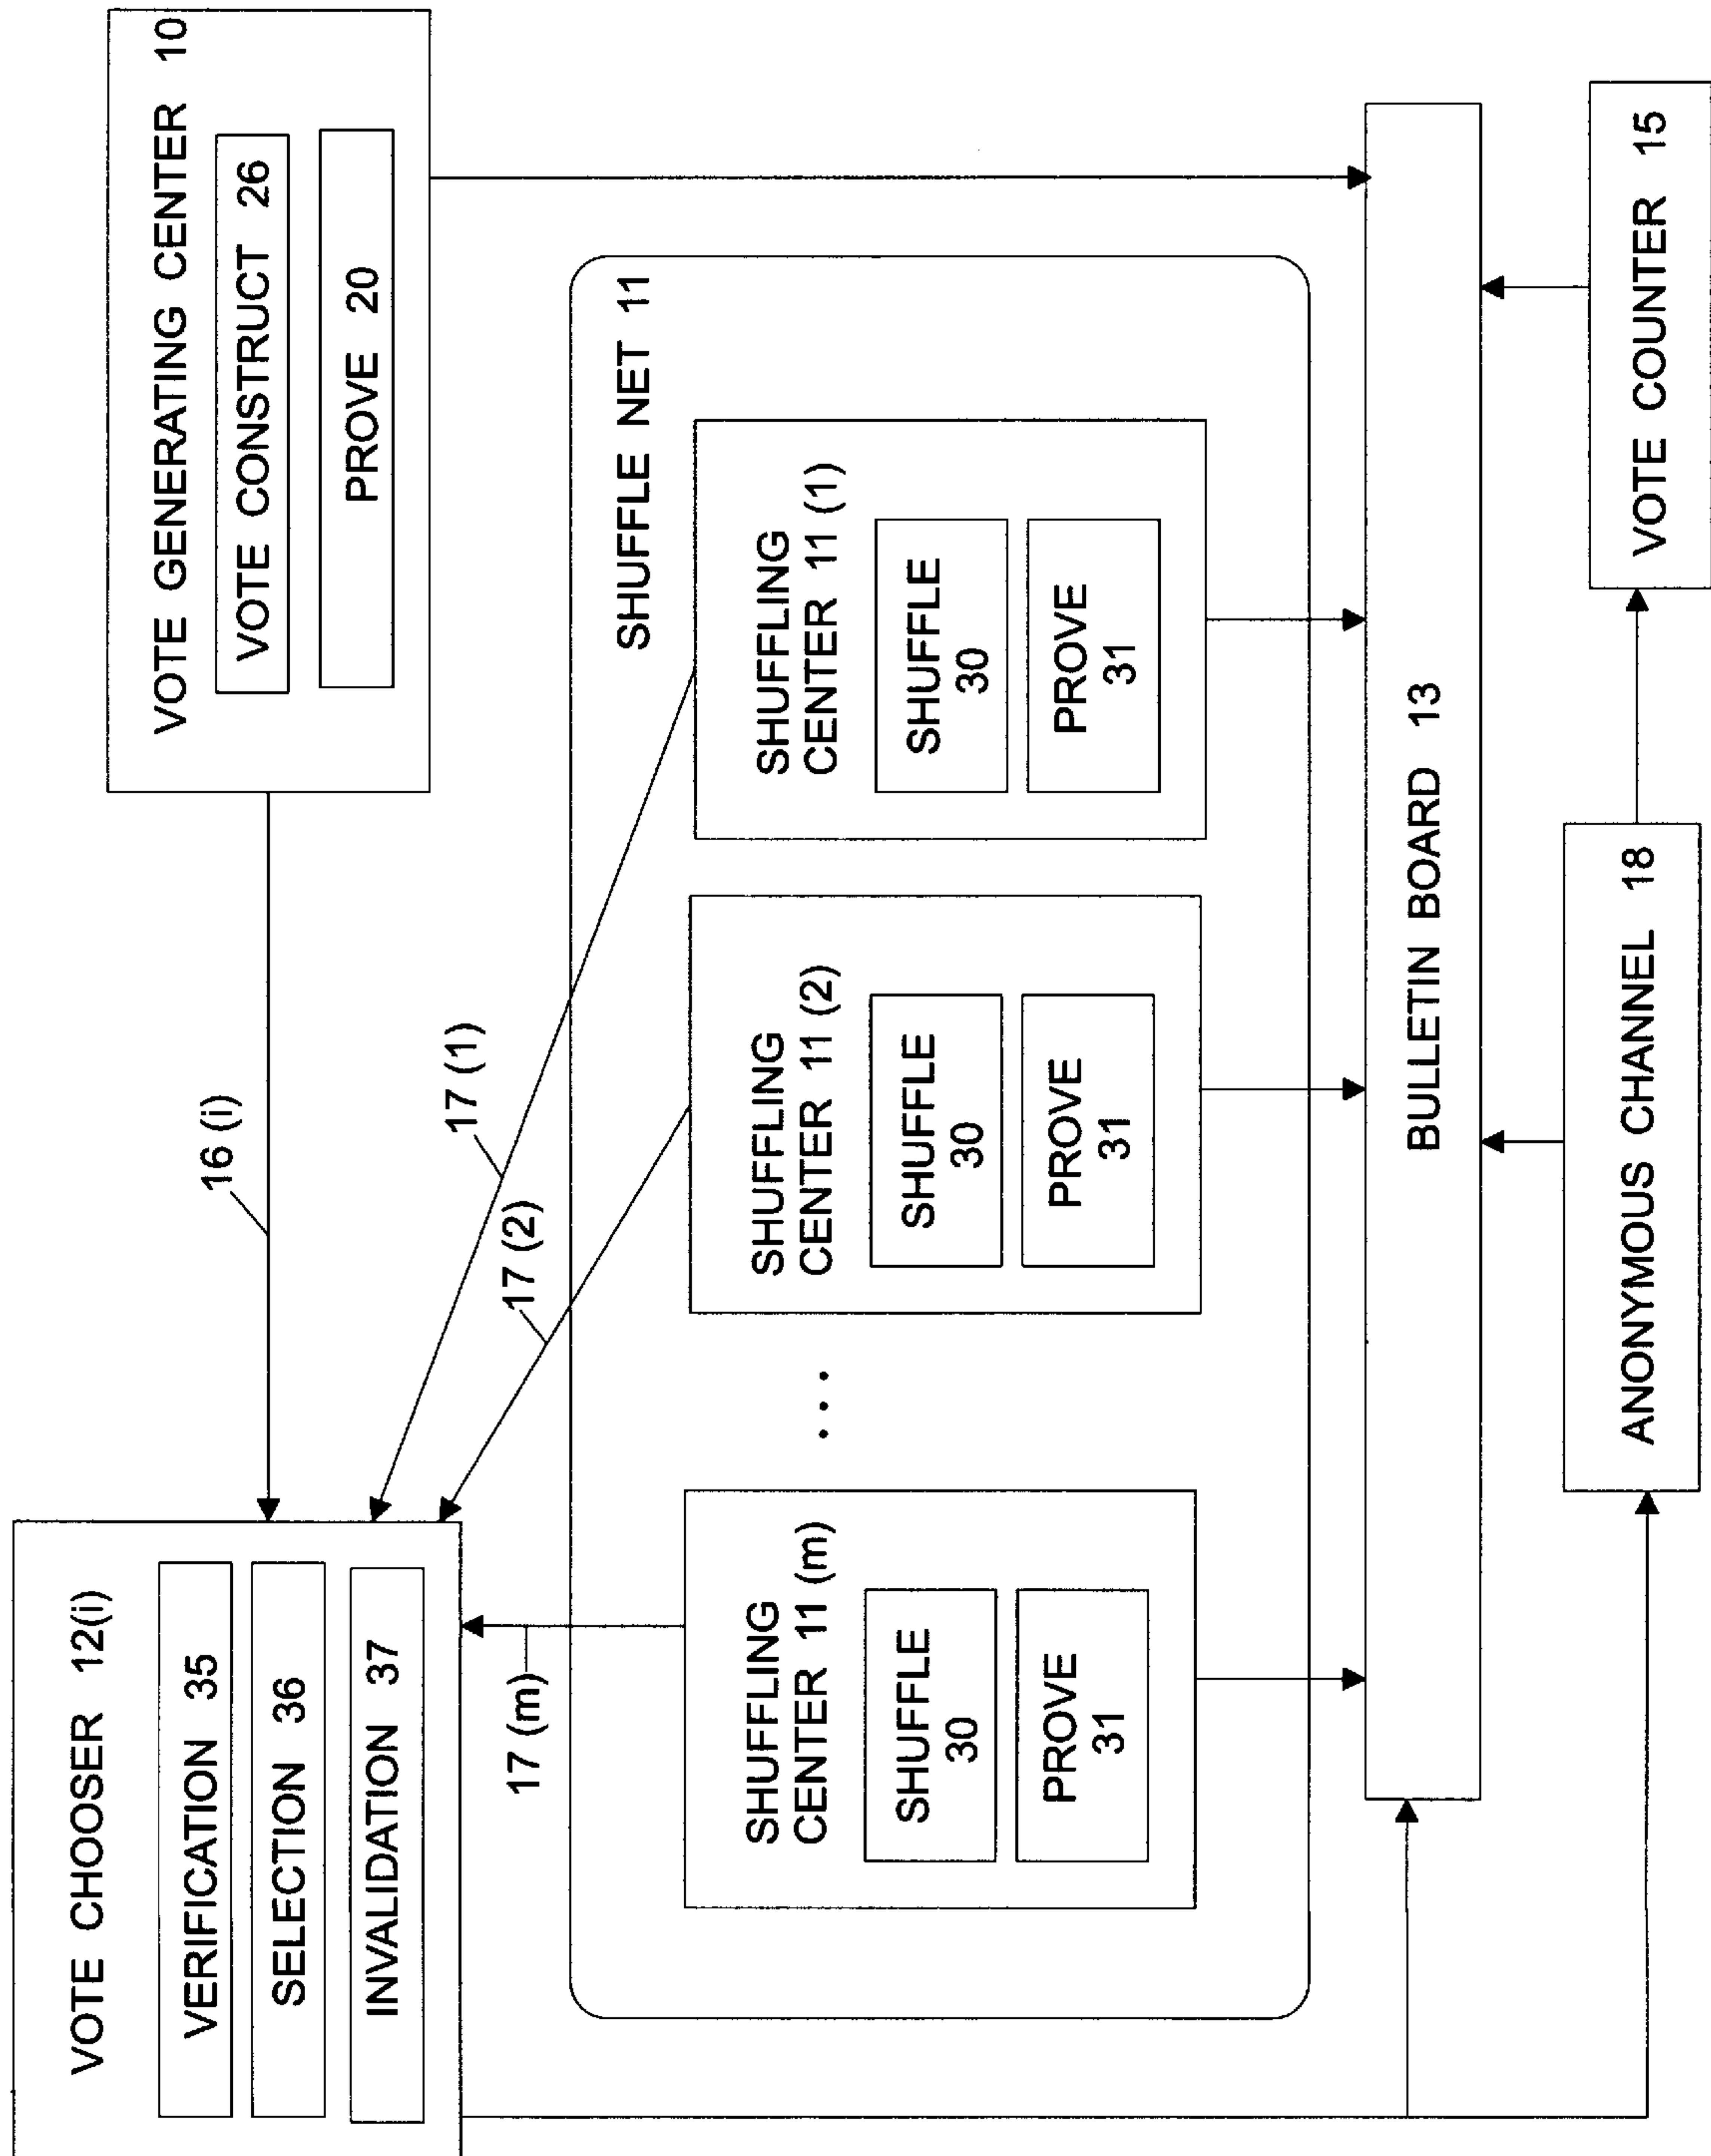 VOTE CHOOSER 12(i)
VERIFICATION 35
SELECTION 36
INVALIDATION 37
16 (i)
VOTE GENERATING CENTER 10
VOTE CONSTRUCT 26
PROVE 20
17 (1)
17 (2)
17 (m)
SHUFFLE NET 11
SHUFFLING
CENTER 11 (m)
SHUFFLE
30
PROVE
31
...
SHUFFLING
CENTER 11 (2)
SHUFFLE
30
PROVE
31
SHUFFLING
CENTER 11 (1)
SHUFFLE
30
PROVE
31
BULLETIN BOARD 13
ANONYMOUS CHANNEL 18
VOTE COUNTER 15